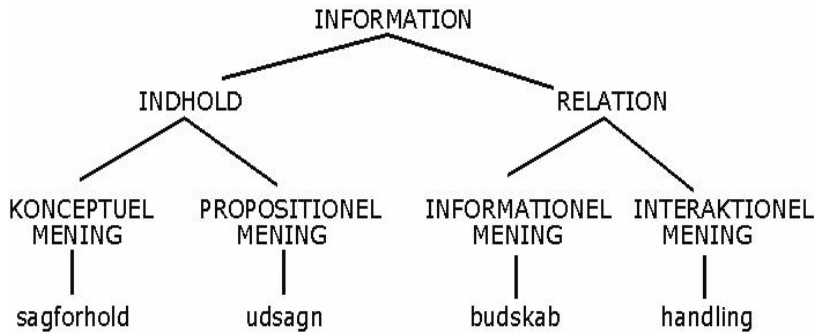 INFORMATION
INDHOLD
RELATION
KONCEPTUEL
MENING
PROPOSITIONEL
MENING
INFORMATIONEL
MENING
INTERAKTIONEL
MENING
sagforhold
udsagn
budskab
handling